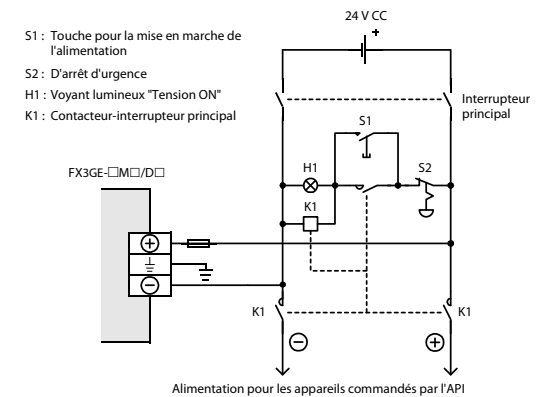 24 V CC
+
S1 : Touche pour la mise en marche de
l'alimentation
S2 : D'arrêt d'urgence
H1 : Voyant lumineux "Tension ON"
K1 : Contacteur-interrupteur principal
Interrupteur
principal
S1
FX3GE-□M□/D□
H1
S2
K1
+
−
K1
K1
−
+
Alimentation pour les appareils commandés par l'API